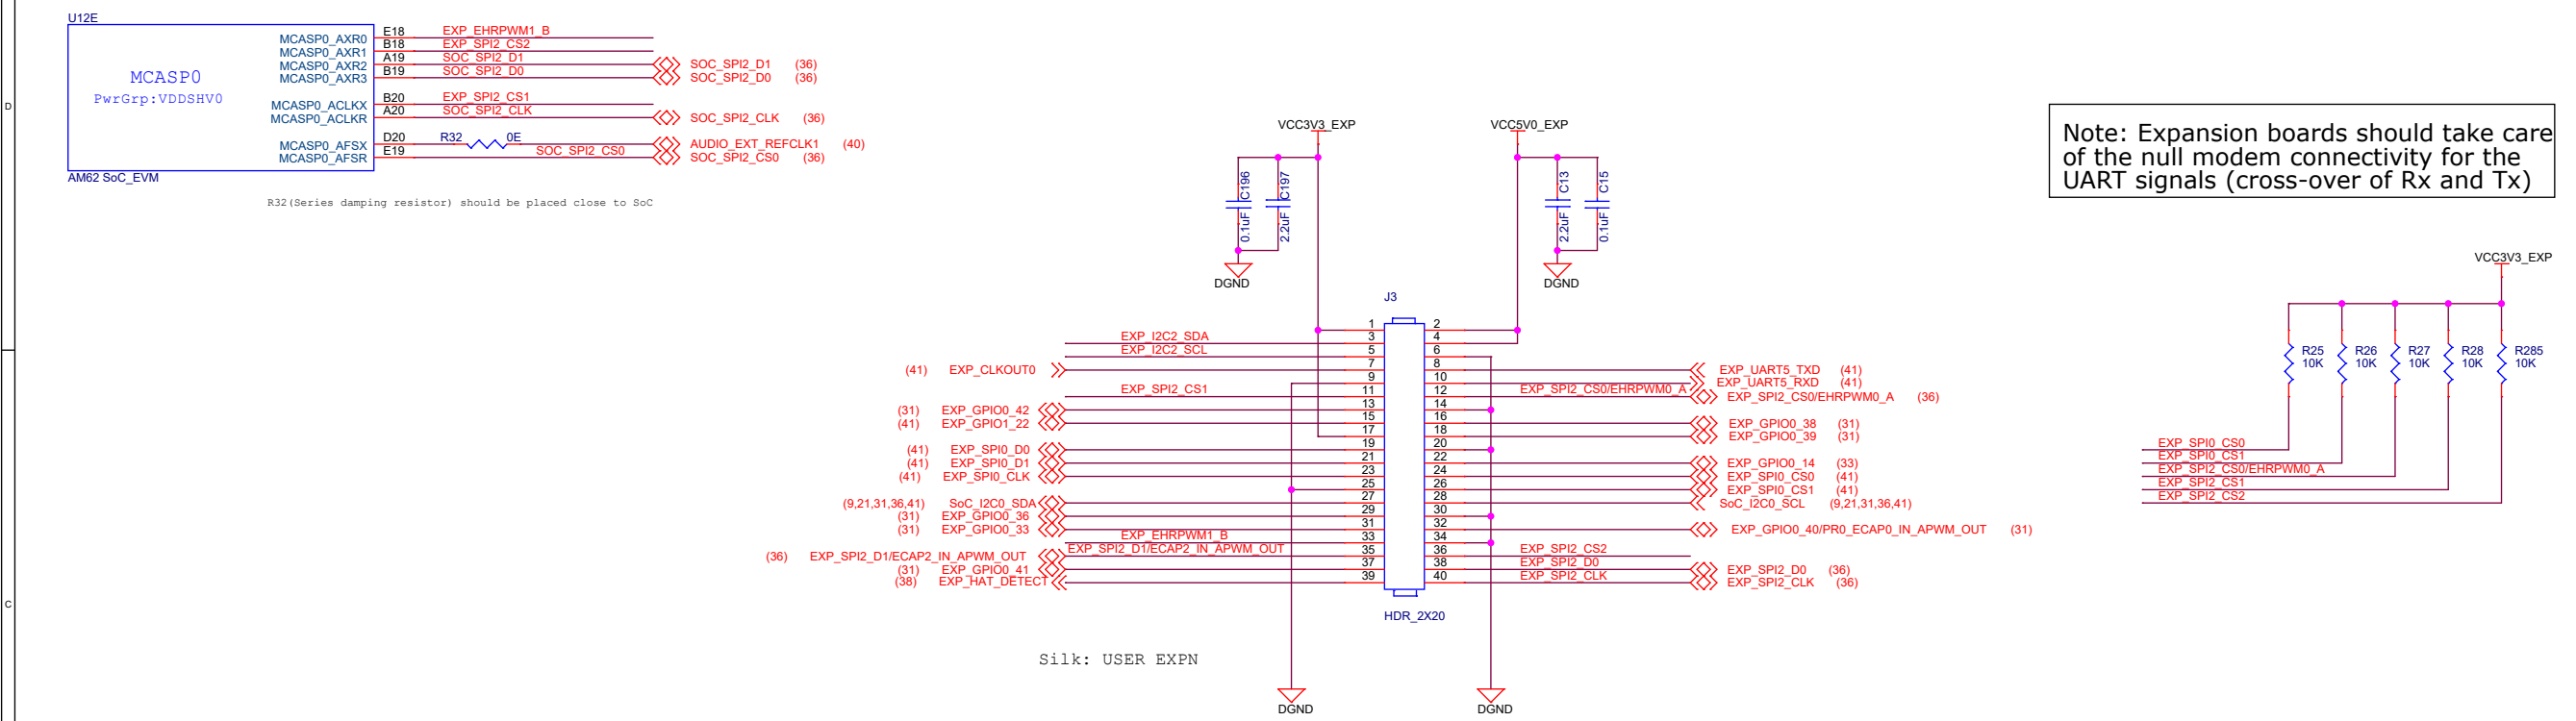 U12E
MCASP0
PwrGrp:VDDSHV0
MCASP0_AXR0 E18 EXP_EHRPWM1_B
MCASP0_AXR1 B18 EXP_SPI2_CS2
MCASP0_AXR2 A19 SOC_SPI2_D1 SOC_SPI2_D1 (36)
MCASP0_AXR3 B19 SOC_SPI2_D0 SOC_SPI2_D0 (36)
MCASP0_ACLKX B20 EXP_SPI2_CS1
MCASP0_ACLKR A20 SOC_SPI2_CLK SOC_SPI2_CLK (36)
MCASP0_AFSX D20 R32 0E AUDIO_EXT_REFCLK1 (40)
MCASP0_AFSR E19 SOC_SPI2_CS0 SOC_SPI2_CS0 (36)
AM62 SoC_EVM
R32(Series damping resistor) should be placed close to SoC
D
C
VCC3V3_EXP
C196
0.1uF
C197
2.2uF
DGND
VCC5V0_EXP
C13
2.2uF
C15
0.1uF
DGND
J3
1 2
EXP_I2C2_SDA 3 4
EXP_I2C2_SCL 5 6
(41) EXP_CLKOUT0 7 8 EXP_UART5_TXD (41)
9 10 EXP_UART5_RXD (41)
EXP_SPI2_CS1 11 12 EXP_SPI2_CS0/EHRPWM0_A EXP_SPI2_CS0/EHRPWM0_A (36)
(31) EXP_GPIO0_42 13 14
(41) EXP_GPIO1_22 15 16 EXP_GPIO0_38 (31)
17 18 EXP_GPIO0_39 (31)
(41) EXP_SPI0_D0 19 20
(41) EXP_SPI0_D1 21 22 EXP_GPIO0_14 (33)
(41) EXP_SPI0_CLK 23 24 EXP_SPI0_CS0 (41)
25 26 EXP_SPI0_CS1 (41)
(9,21,31,36,41) SoC_I2C0_SDA 27 28 SoC_I2C0_SCL (9,21,31,36,41)
(31) EXP_GPIO0_36 29 30
(31) EXP_GPIO0_33 31 32 EXP_GPIO0_40/PR0_ECAP0_IN_APWM_OUT (31)
EXP_EHRPWM1_B 33 34
(36) EXP_SPI2_D1/ECAP2_IN_APWM_OUT EXP_SPI2_D1/ECAP2_IN_APWM_OUT 35 36 EXP_SPI2_CS2
(31) EXP_GPIO0_41 37 38 EXP_SPI2_D0 EXP_SPI2_D0 (36)
(38) EXP_HAT_DETECT 39 40 EXP_SPI2_CLK EXP_SPI2_CLK (36)
HDR_2X20
Silk: USER EXPN
DGND
DGND
Note: Expansion boards should take care
of the null modem connectivity for the
UART signals (cross-over of Rx and Tx)
VCC3V3_EXP
R25 R26 R27 R28 R285
10K 10K 10K 10K 10K
EXP_SPI0_CS0
EXP_SPI0_CS1
EXP_SPI2_CS0/EHRPWM0_A
EXP_SPI2_CS1
EXP_SPI2_CS2